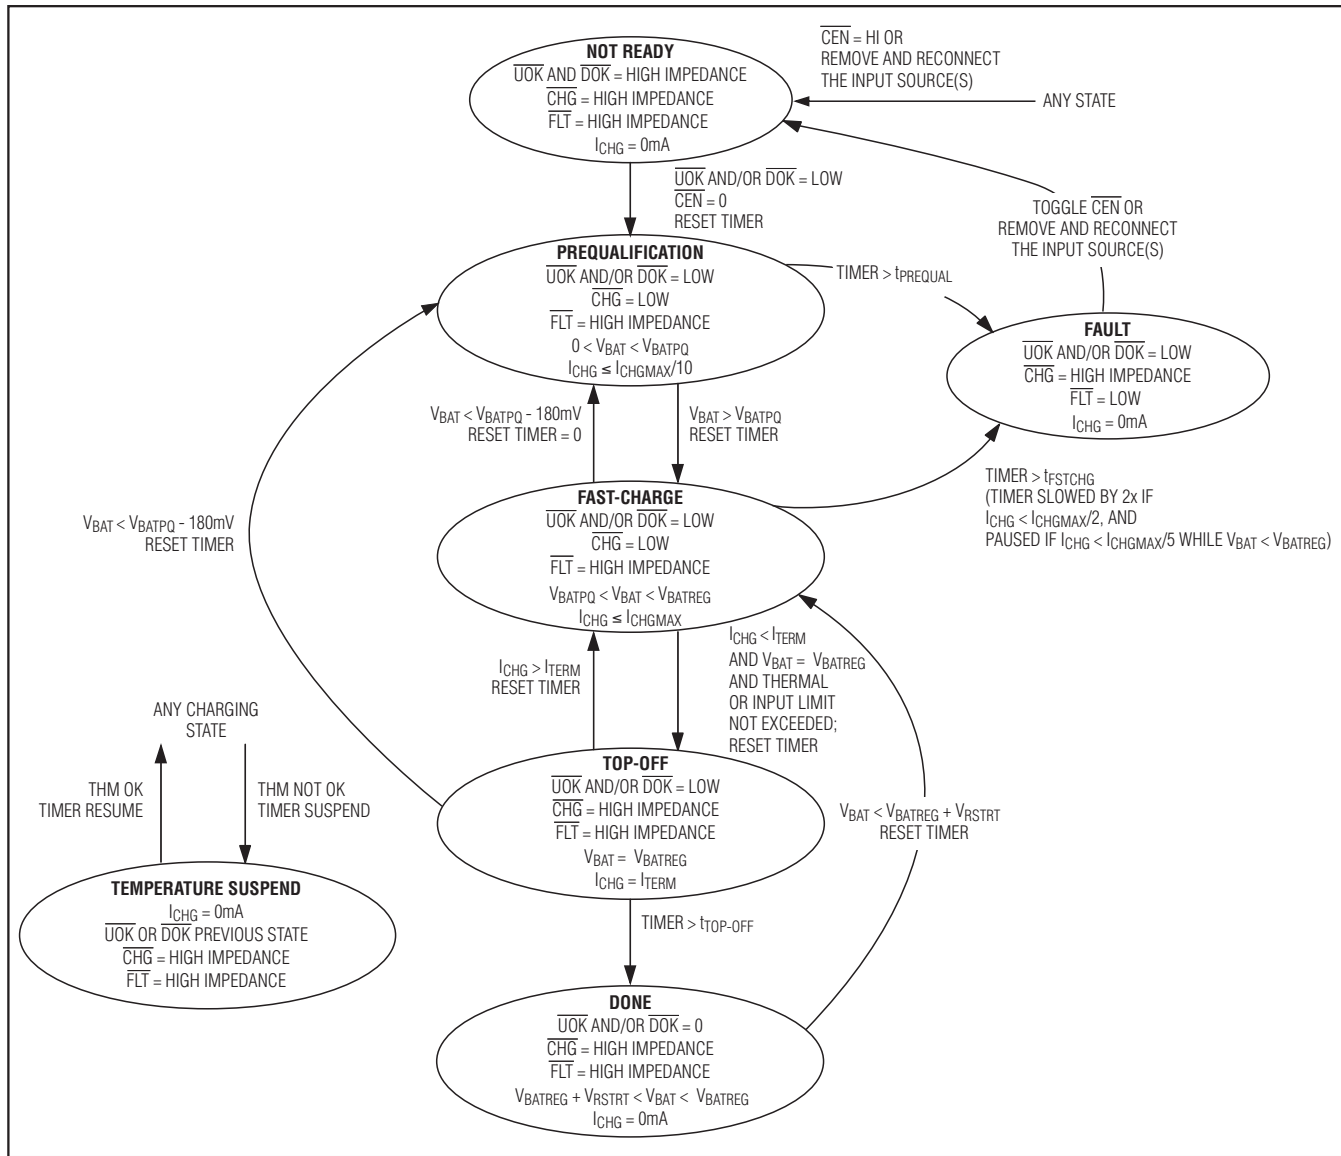 NOT READY
UOK AND DOK = HIGH IMPEDANCE
CHG = HIGH IMPEDANCE
FLT = HIGH IMPEDANCE
ICHG = 0mA
CEN = HI OR
REMOVE AND RECONNECT
THE INPUT SOURCE(S)
ANY STATE
UOK AND/OR DOK = LOW
CEN = 0
RESET TIMER
TOGGLE CEN OR
REMOVE AND RECONNECT
THE INPUT SOURCE(S)
PREQUALIFICATION
UOK AND/OR DOK = LOW
CHG = LOW
FLT = HIGH IMPEDANCE
0 < VBAT < VBATPQ
ICHG ≤ ICHGMAX/10
TIMER > tPREQUAL
FAULT
UOK AND/OR DOK = LOW
CHG = HIGH IMPEDANCE
FLT = LOW
ICHG = 0mA
VBAT < VBATPQ - 180mV
RESET TIMER = 0
VBAT > VBATPQ
RESET TIMER
TIMER > tFSTCHG
(TIMER SLOWED BY 2x IF
ICHG < ICHGMAX/2, AND
PAUSED IF ICHG < ICHGMAX/5 WHILE VBAT < VBATREG)
FAST-CHARGE
UOK AND/OR DOK = LOW
CHG = LOW
FLT = HIGH IMPEDANCE
VBATPQ < VBAT < VBATREG
ICHG ≤ ICHGMAX
VBAT < VBATPQ - 180mV
RESET TIMER
ICHG > ITERM
RESET TIMER
ICHG < ITERM
AND VBAT = VBATREG
AND THERMAL
OR INPUT LIMIT
NOT EXCEEDED;
RESET TIMER
ANY CHARGING
STATE
THM OK
TIMER RESUME
THM NOT OK
TIMER SUSPEND
TOP-OFF
UOK AND/OR DOK = LOW
CHG = HIGH IMPEDANCE
FLT = HIGH IMPEDANCE
VBAT = VBATREG
ICHG = ITERM
VBAT < VBATREG + VRSTRT
RESET TIMER
TEMPERATURE SUSPEND
ICHG = 0mA
UOK OR DOK PREVIOUS STATE
CHG = HIGH IMPEDANCE
FLT = HIGH IMPEDANCE
TIMER > tTOP-OFF
DONE
UOK AND/OR DOK = 0
CHG = HIGH IMPEDANCE
FLT = HIGH IMPEDANCE
VBATREG + VRSTRT < VBAT < VBATREG
ICHG = 0mA